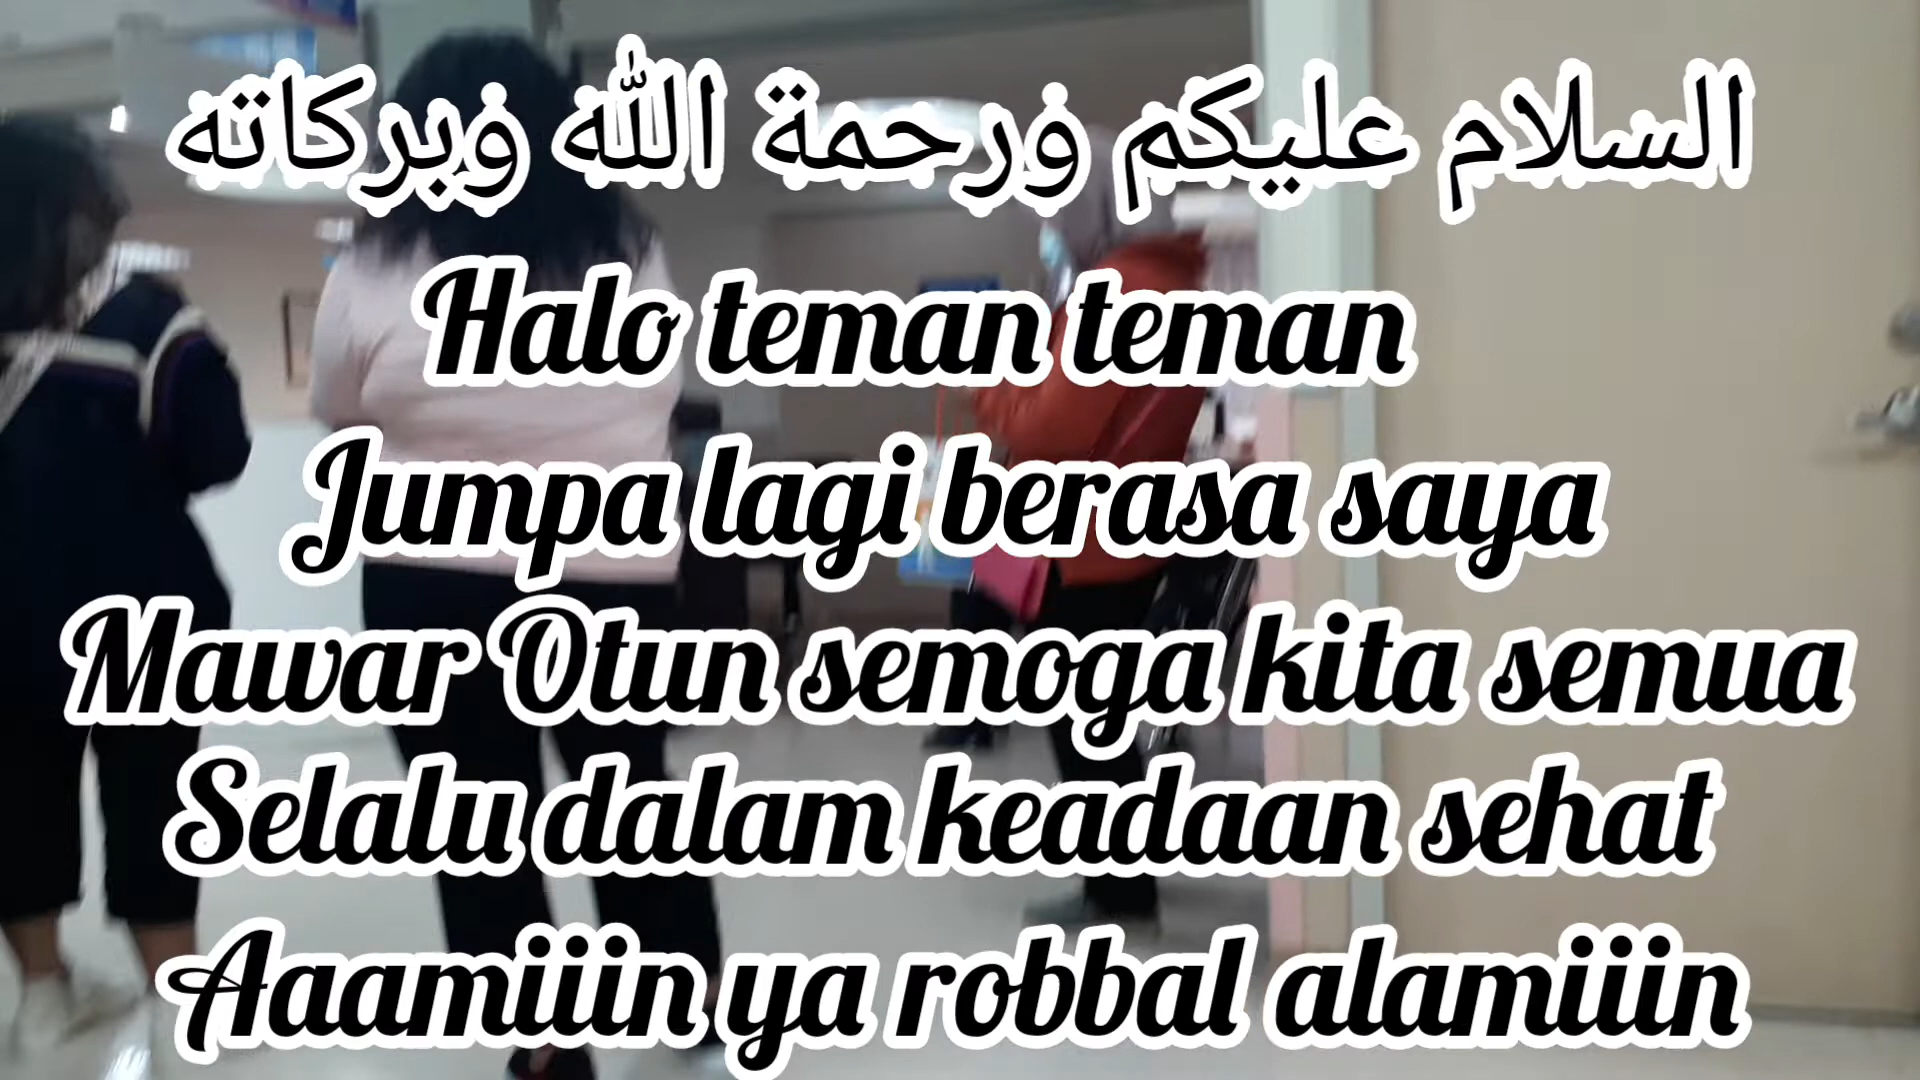 السلام عليكم ورحمة الله وبركاته
Halo teman teman
Jumpa lagi berasa saya
Mawar Otun semoga kita semua
Selalu dalam keadaan sehat
Aaamiiin ya robbal alamiiin